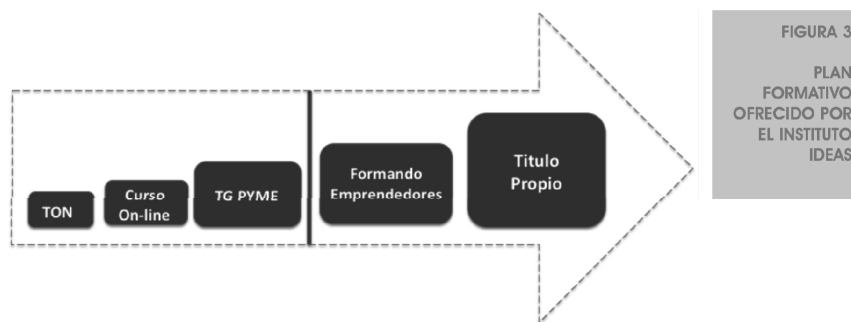 FIGURA 3
PLAN
FORMATIVO
OFRECIDO POR
EL INSTITUTO
IDEAS
TON
Curso
On-line
TG PYME
Formando
Emprendedores
Titulo
Propio